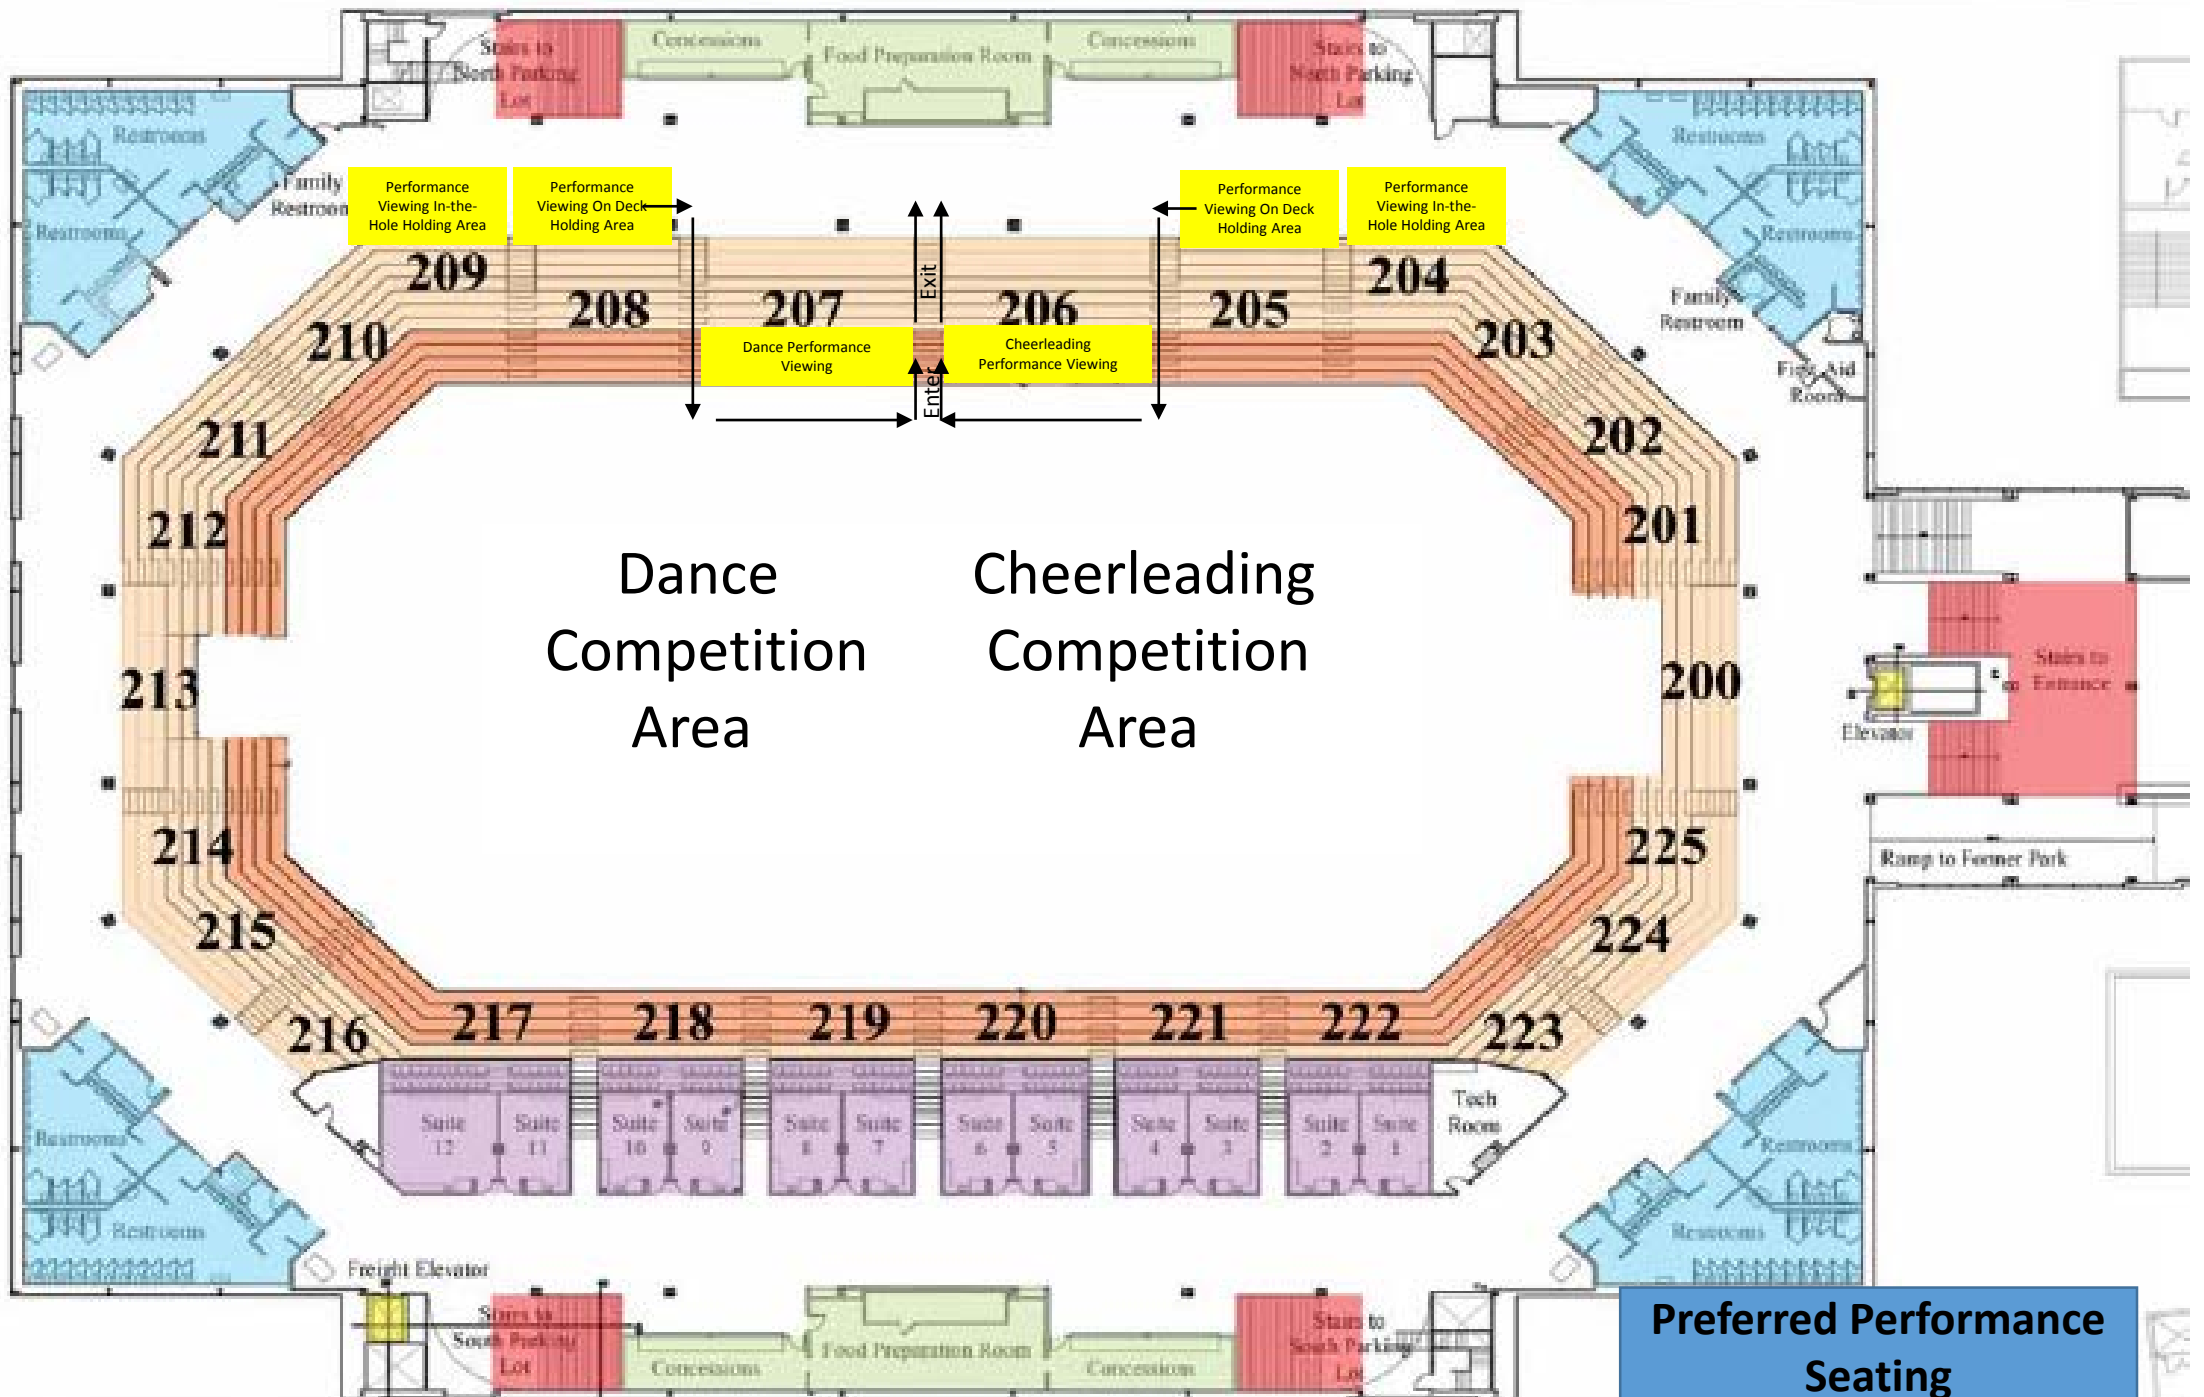 Stairs to
North Parking
Lot
Concessions
Food Preparation Room
Concessions
Stairs to
North Parking
Lot
Restrooms
Restrooms
Family
Restroom
Performance
Viewing In-the-
Hole Holding Area
Performance
Viewing On Deck
Holding Area
Performance
Viewing On Deck
Holding Area
Performance
Viewing In-the-
Hole Holding Area
Restrooms
Restrooms
Family
Restroom
First Aid
Room
209
208
207
Exit
206
205
204
210
203
Dance Performance
Viewing
Enter
Cheerleading
Performance Viewing
211
202
212
201
Dance
Competition
Area
Cheerleading
Competition
Area
213
200
Stairs to
Entrance
Elevator
214
225
Ramp to Former Park
215
224
216
217
218
219
220
221
222
223
Suite
12
Suite
11
Suite
10
Suite
9
Suite
8
Suite
7
Suite
6
Suite
5
Suite
4
Suite
3
Suite
2
Suite
1
Tech
Room
Restrooms
Restrooms
Restrooms
Restrooms
Freight Elevator
Stairs to
South Parking
Lot
Concessions
Food Preparation Room
Concessions
Stairs to
South Parking
Lot
Preferred Performance
Seating